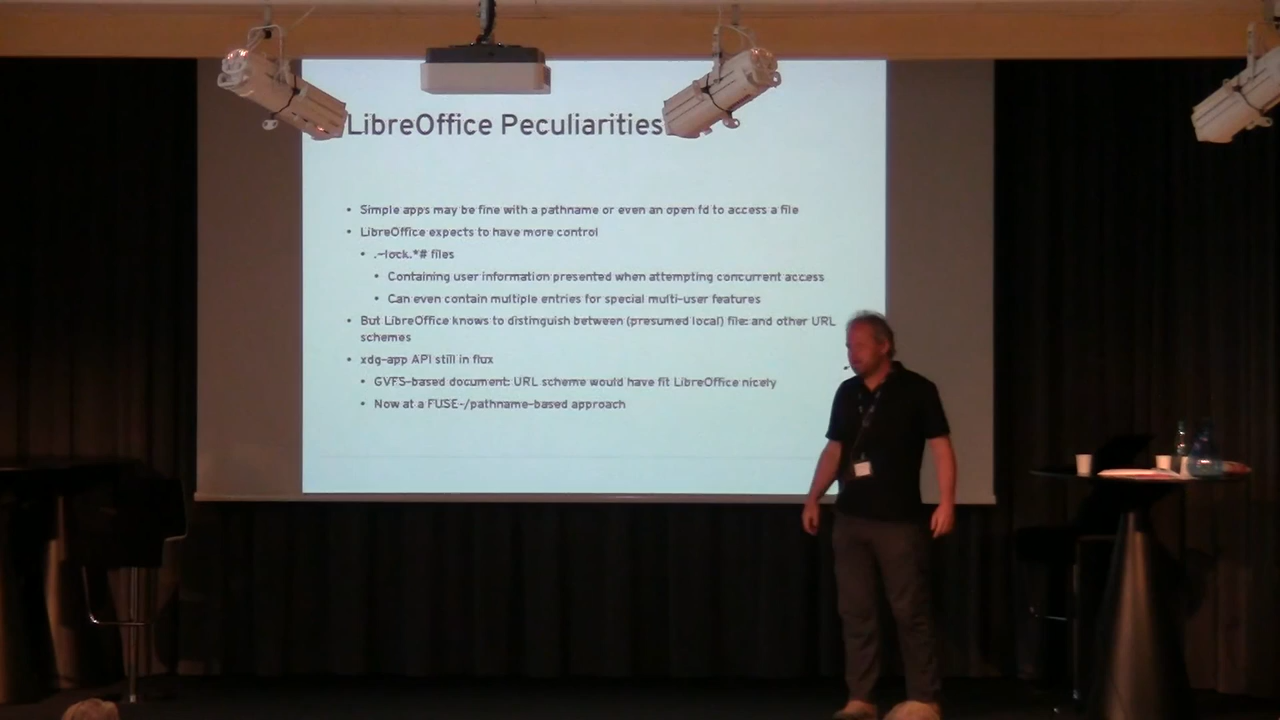 LibreOffice Peculiarities
• Simple apps may be fine with a pathname or even an open fd to access a file
• LibreOffice expects to have more control
• .~lock.*# files
• Containing user information presented when attempting concurrent access
• Can even contain multiple entries for special multi-user features
• But LibreOffice knows to distinguish between (presumed local) file: and other URL
schemes
• xdg-app API still in flux
• GVFS-based document: URL scheme would have fit LibreOffice nicely
• Now at a FUSE-/pathname-based approach